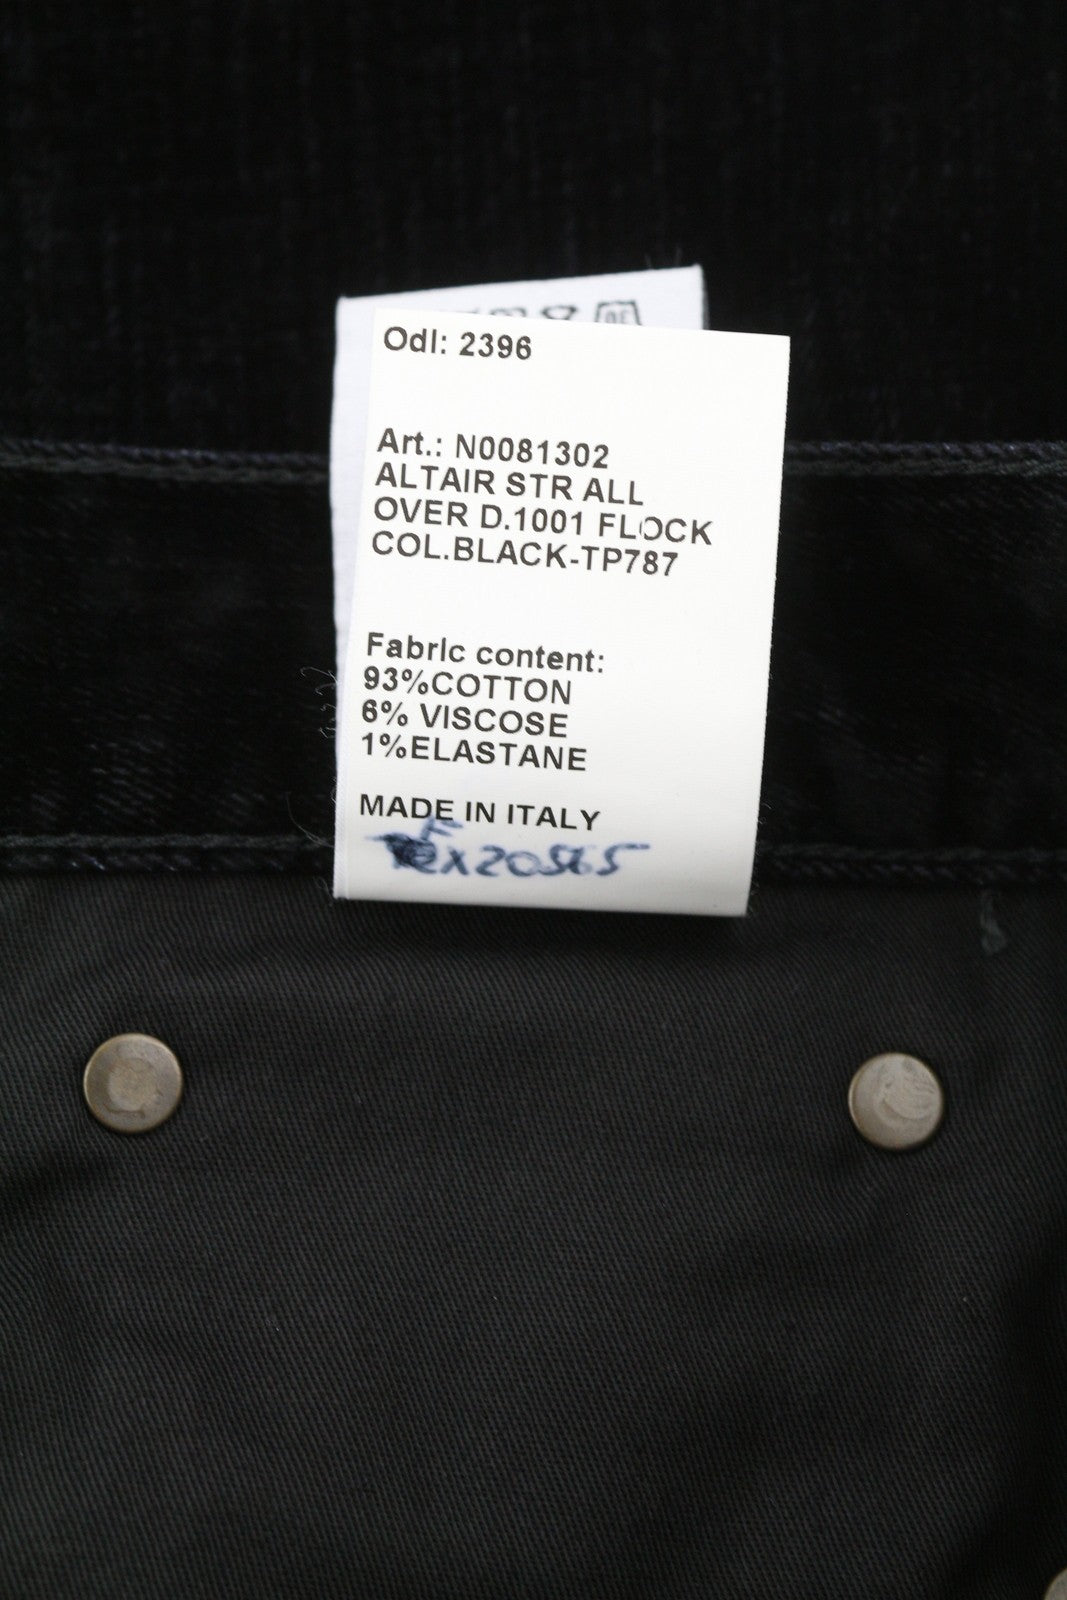 Odl: 2396
Art.: N0081302
ALTAIR STR ALL
OVER D.1001 FLOCK
COL.BLACK-TP787
Fabric content:
93%COTTON
6% VISCOSE
1%ELASTANE
MADE IN ITALY